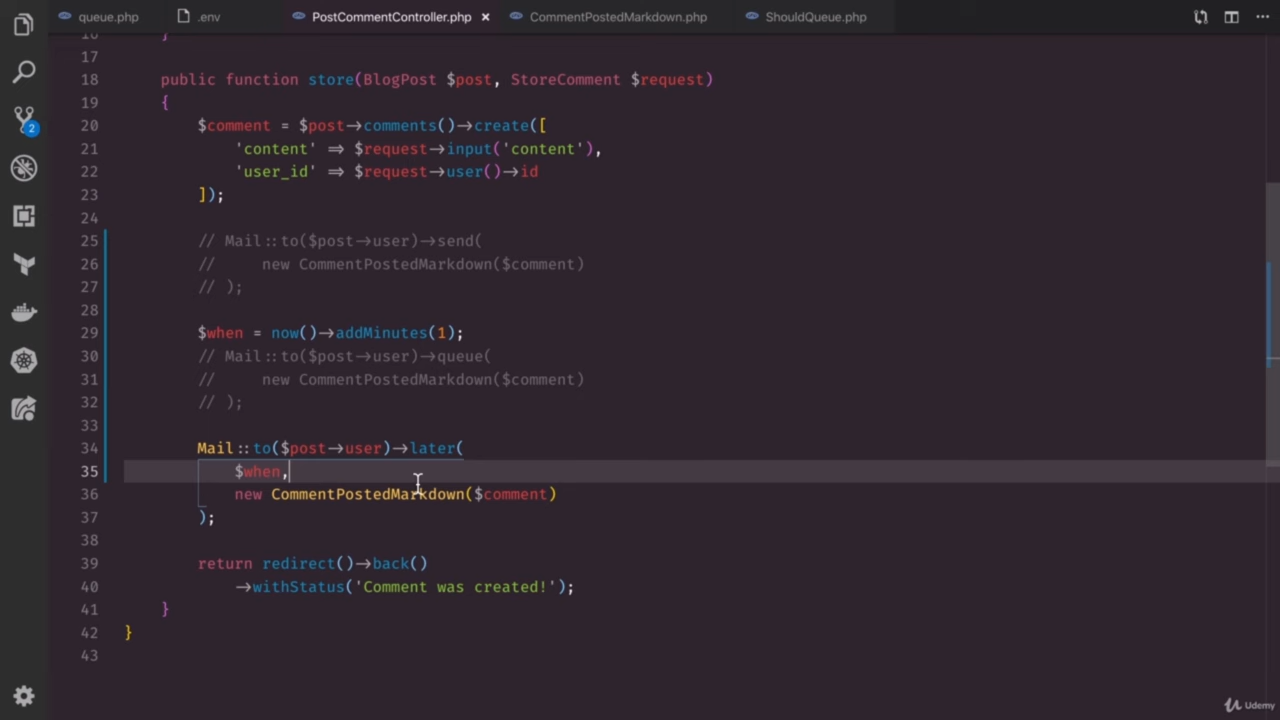 queue.php .env PostCommentController.php × CommentPostedMarkdown.php ShouldQueue.php
16 }
17
18 public function store(BlogPost $post, StoreComment $request)
19 {
20 $comment = $post->comments()->create([
21 'content' => $request->input('content'),
22 'user_id' => $request->user()->id
23 ]);
24
25 // Mail::to($post->user)->send(
26 // new CommentPostedMarkdown($comment)
27 // );
28
29 $when = now()->addMinutes(1);
30 // Mail::to($post->user)->queue(
31 // new CommentPostedMarkdown($comment)
32 // );
33
34 Mail::to($post->user)->later(
35 $when,
36 new CommentPostedMarkdown($comment)
37 );
38
39 return redirect()->back()
40 ->withStatus('Comment was created!');
41 }
42 }
43
2
Udemy